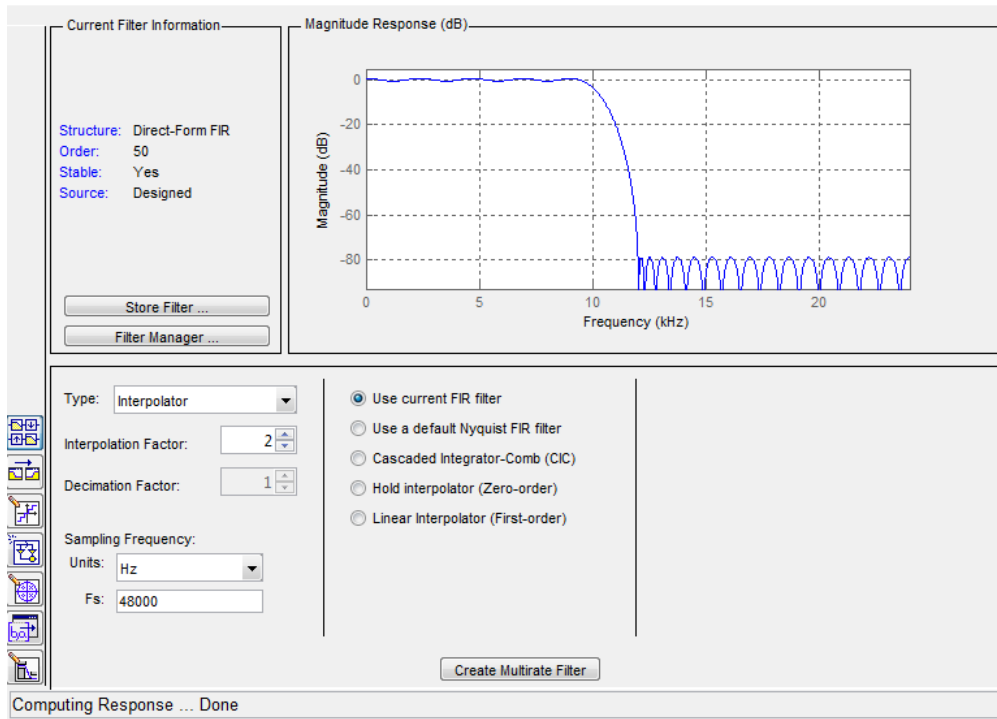 Current Filter Information
Structure: Direct-Form FIR
Order: 50
Stable: Yes
Source: Designed
Store Filter ...
Filter Manager ...
Magnitude Response (dB)
0
-20
-40
-60
-80
Magnitude (dB)
0 5 10 15 20
Frequency (kHz)
Type: Interpolator
Interpolation Factor: 2
Decimation Factor: 1
Sampling Frequency:
Units: Hz
Fs: 48000
Use current FIR filter
Use a default Nyquist FIR filter
Cascaded Integrator-Comb (CIC)
Hold interpolator (Zero-order)
Linear Interpolator (First-order)
Create Multirate Filter
[b,a]
Computing Response ... Done